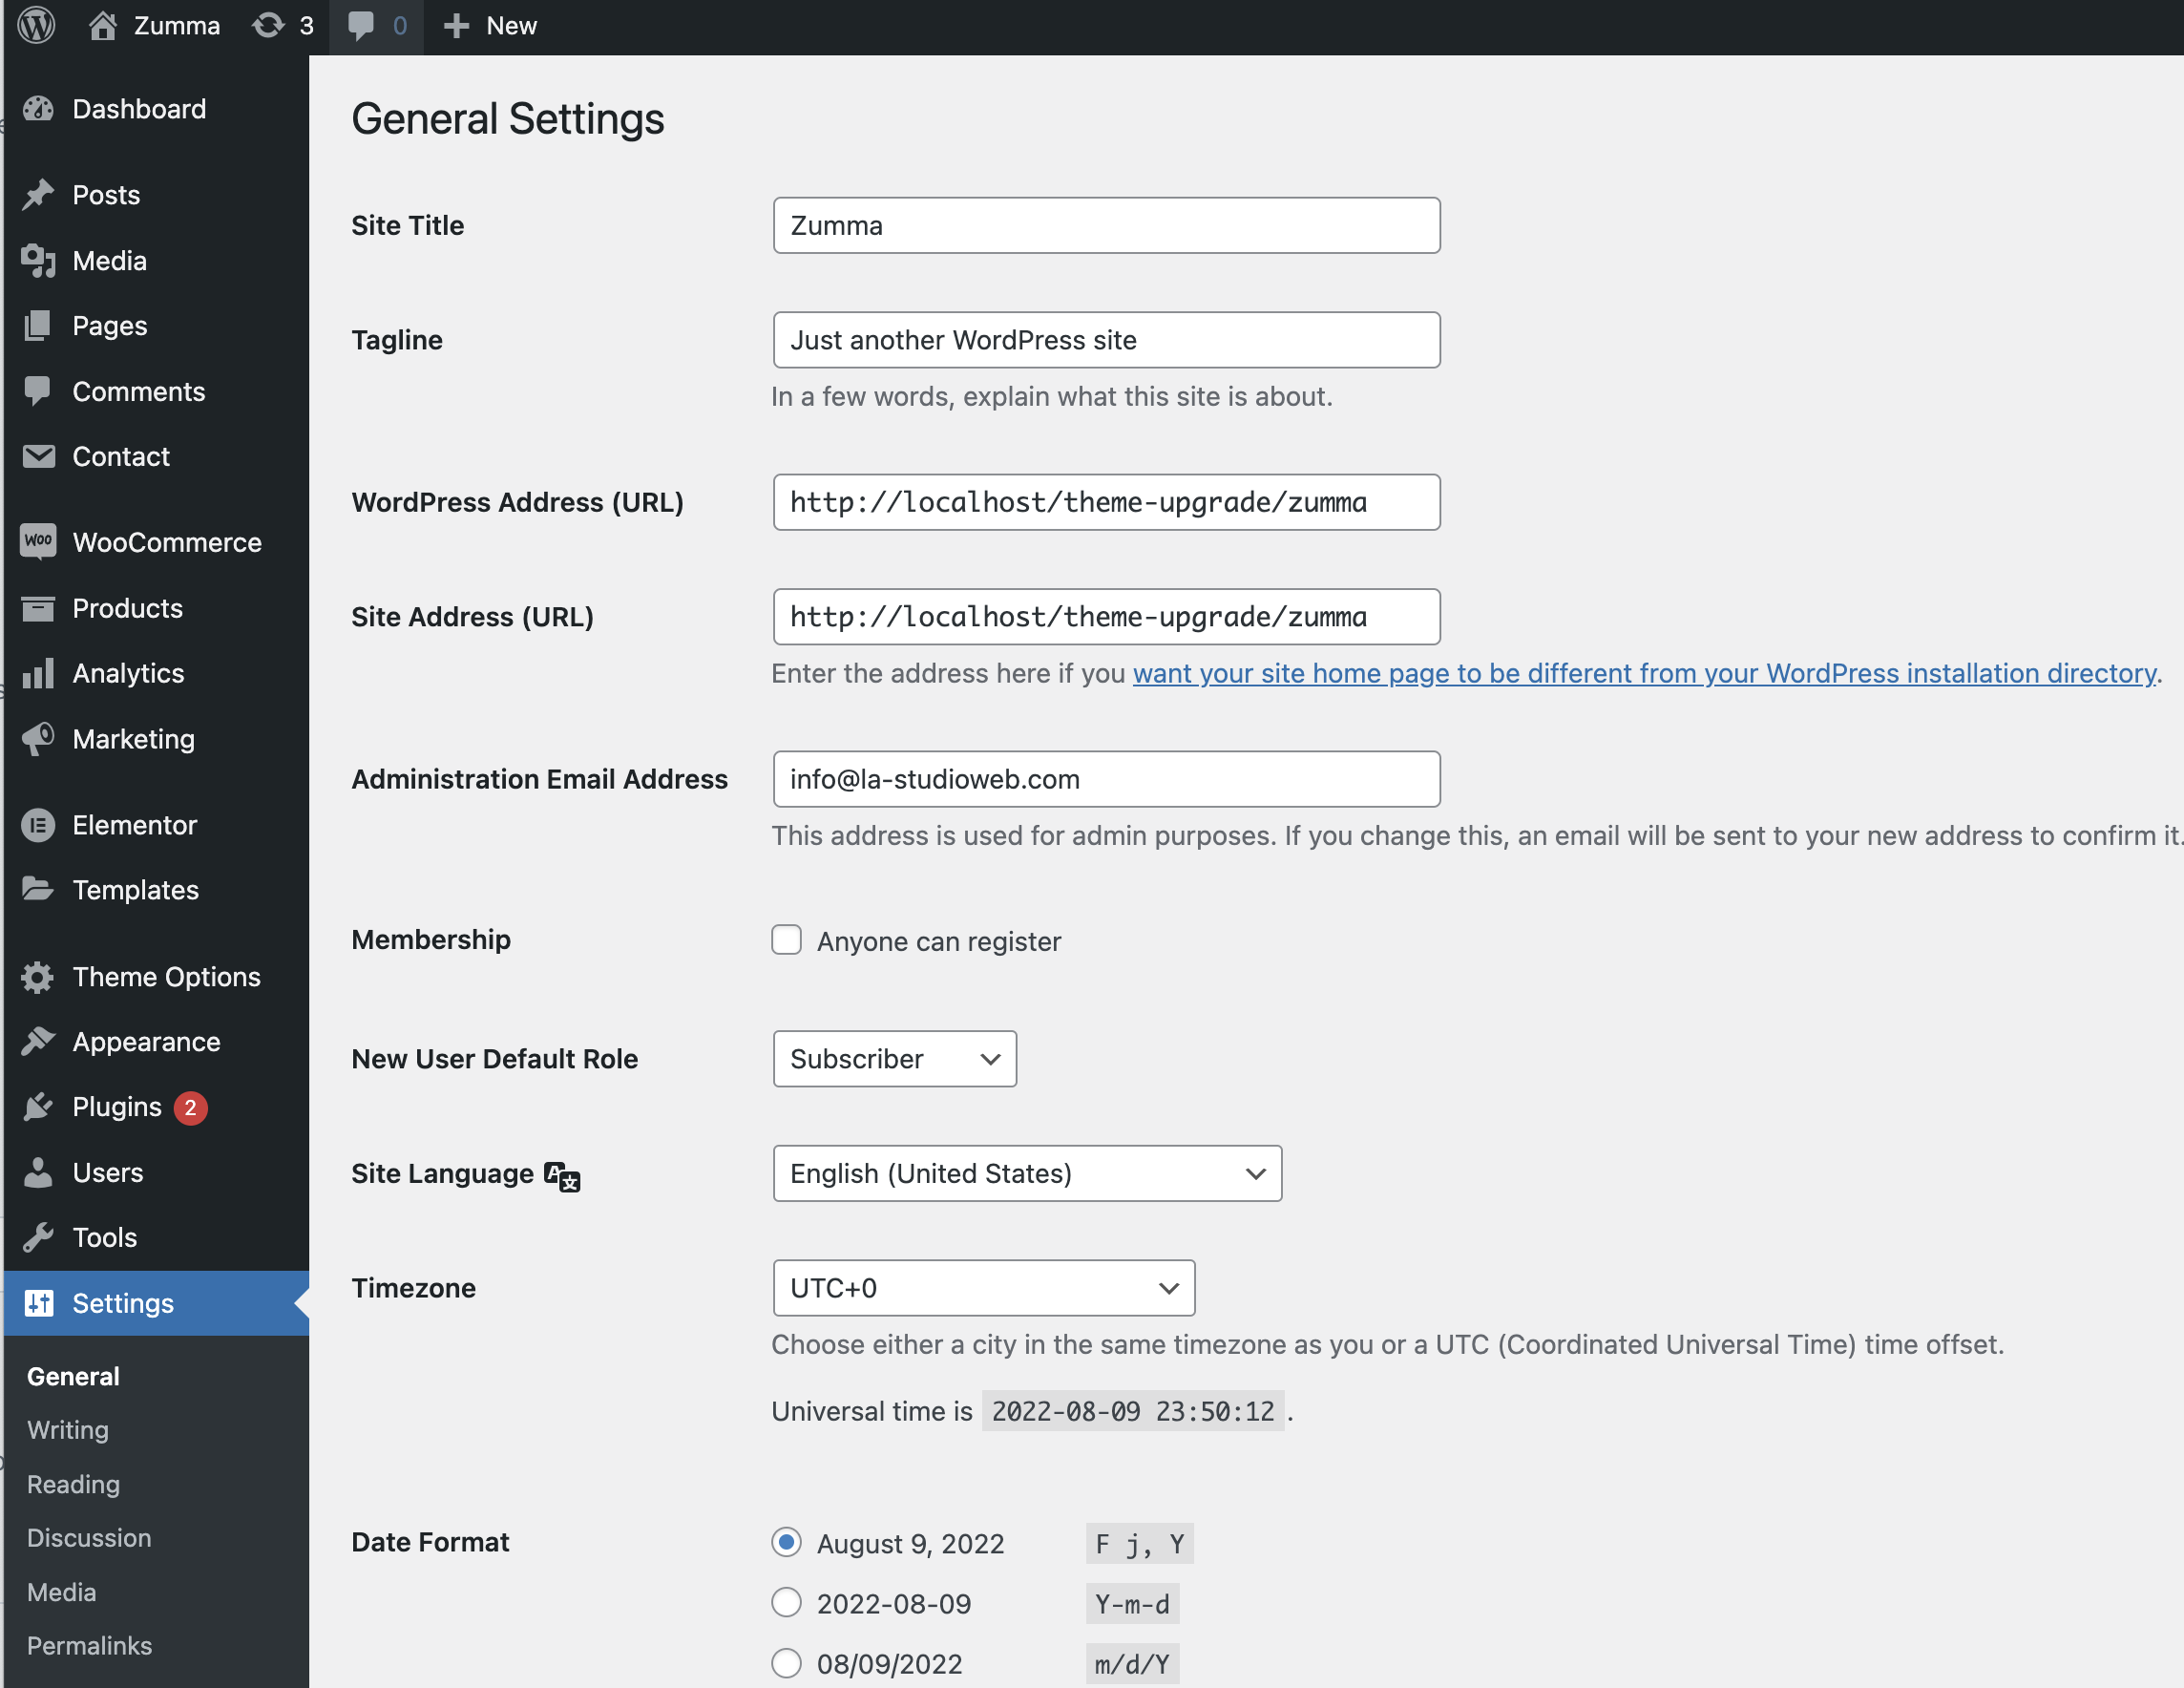 Zumma 3 0 New
Dashboard
Posts
Media
Pages
Comments
Contact
Woo WooCommerce
Products
Analytics
Marketing
Elementor
Templates
Theme Options
Appearance
Plugins 2
Users
Tools
Settings
General
Writing
Reading
Discussion
Media
Permalinks
General Settings
Site Title Zumma
Tagline Just another WordPress site
In a few words, explain what this site is about.
WordPress Address (URL) http://localhost/theme-upgrade/zumma
Site Address (URL) http://localhost/theme-upgrade/zumma
Enter the address here if you want your site home page to be different from your WordPress installation directory.
Administration Email Address info@la-studioweb.com
This address is used for admin purposes. If you change this, an email will be sent to your new address to confirm it.
Membership Anyone can register
New User Default Role Subscriber
Site Language English (United States)
Timezone UTC+0
Choose either a city in the same timezone as you or a UTC (Coordinated Universal Time) time offset.
Universal time is 2022-08-09 23:50:12 .
Date Format August 9, 2022 F j, Y
2022-08-09 Y-m-d
08/09/2022 m/d/Y